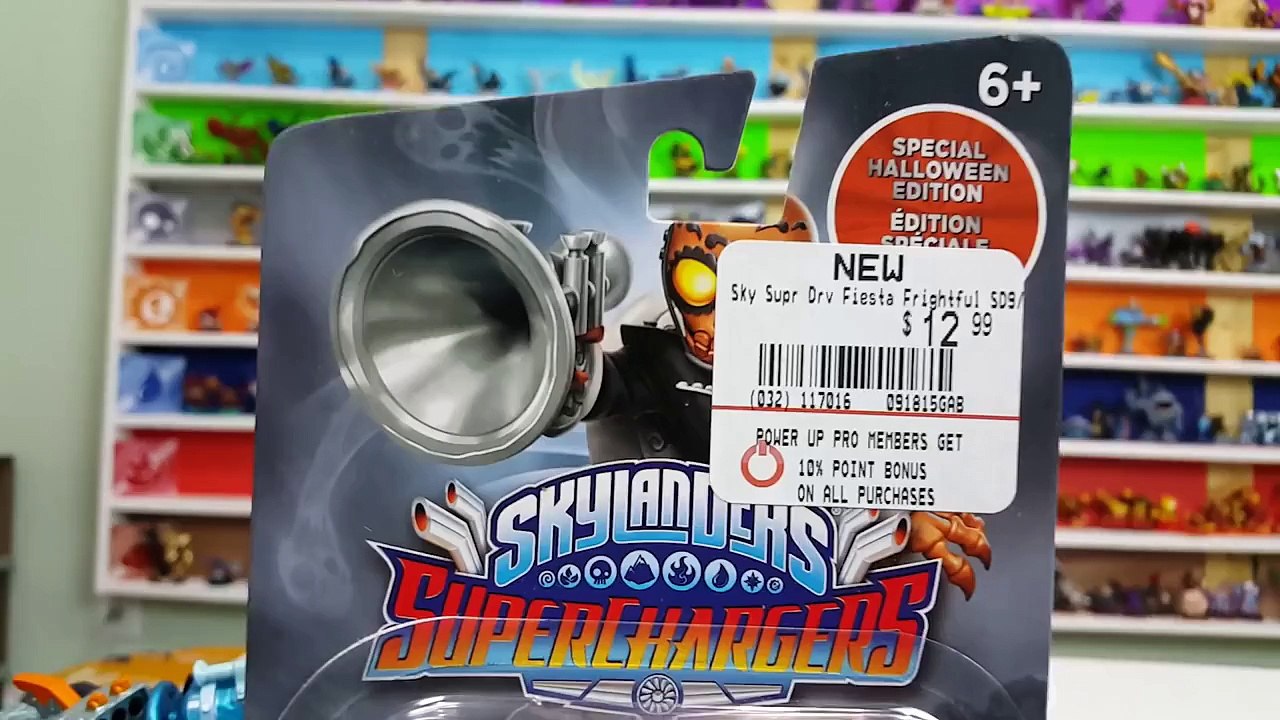 6+
SPECIAL
HALLOWEEN
EDITION
ÉDITION
SPÉCIALE
NEW
Sky Supr Drv Fiesta Frightful SD9/
$ 12 99
(032) 117016 091815GAB
POWER UP PRO MEMBERS GET
10% POINT BONUS
ON ALL PURCHASES
SKYLANDERS
SUPERCHARGERS